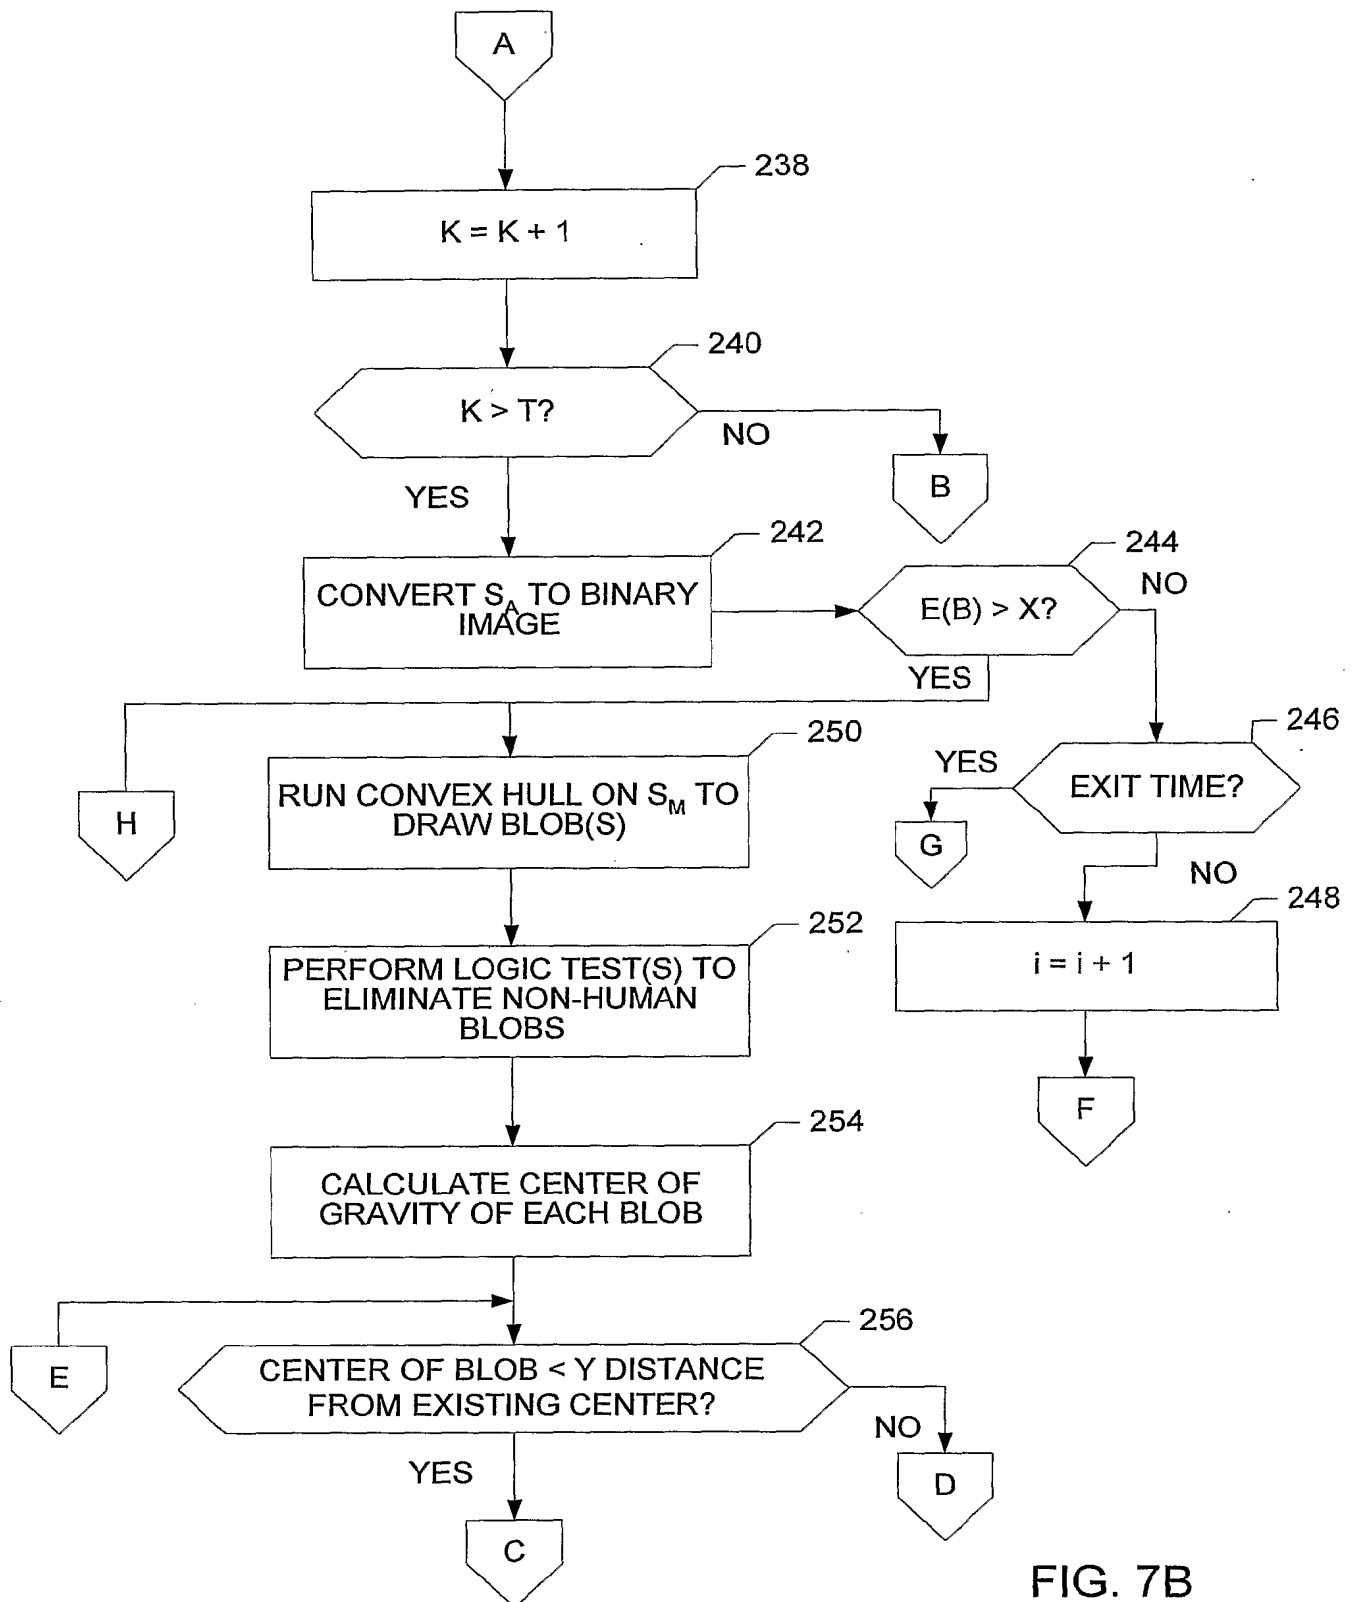 A
238
K = K + 1
240
K > T?
NO
B
YES
242
CONVERT S_A TO BINARY
IMAGE
244
NO
E(B) > X?
YES
246
250
YES
EXIT TIME?
H
RUN CONVEX HULL ON S_M TO
DRAW BLOB(S)
G
NO
248
252
i = i + 1
PERFORM LOGIC TEST(S) TO
ELIMINATE NON-HUMAN
BLOBS
F
254
CALCULATE CENTER OF
GRAVITY OF EACH BLOB
256
E
CENTER OF BLOB < Y DISTANCE
FROM EXISTING CENTER?
NO
YES
D
C
FIG. 7B